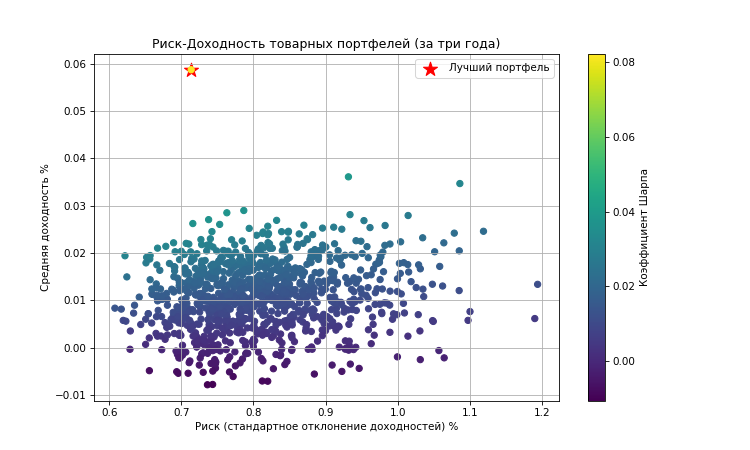 Риск-Доходность товарных портфелей (за три года)
Лучший портфель
Средняя доходность %
0.06
0.05
0.04
0.03
0.02
0.01
0.00
−0.01
0.6 0.7 0.8 0.9 1.0 1.1 1.2
Риск (стандартное отклонение доходностей) %
0.08
0.06
0.04
0.02
0.00
Коэффициент Шарпа